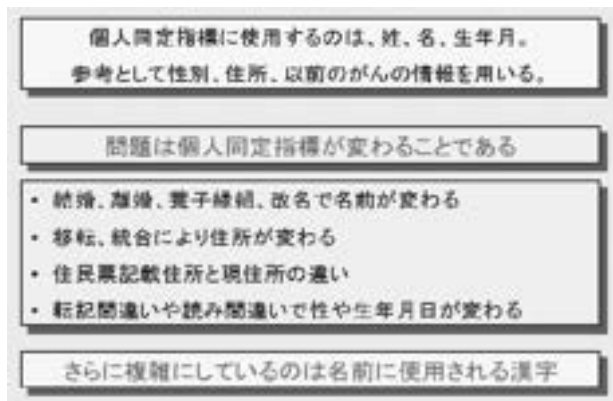 個人同定指標に使用するのは、姓、名、生年月。
参考として性別、住所、以前のがんの情報を用いる。
問題は個人同定指標が変わることである
• 結婚、離婚、養子縁組、改名で名前が変わる
• 移転、統合により住所が変わる
• 住民票記載住所と現住所の違い
• 転記間違いや読み間違いで性や生年月日が変わる
さらに複雑にしているのは名前に使用される漢字